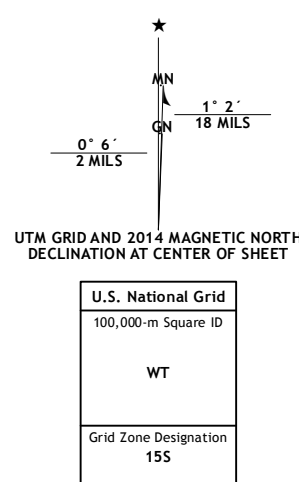 ★
MN
GN
1° 2´
18 MILS
0° 6´
2 MILS
UTM GRID AND 2014 MAGNETIC NORTH
DECLINATION AT CENTER OF SHEET
U.S. National Grid
100,000-m Square ID
WT
Grid Zone Designation
15S